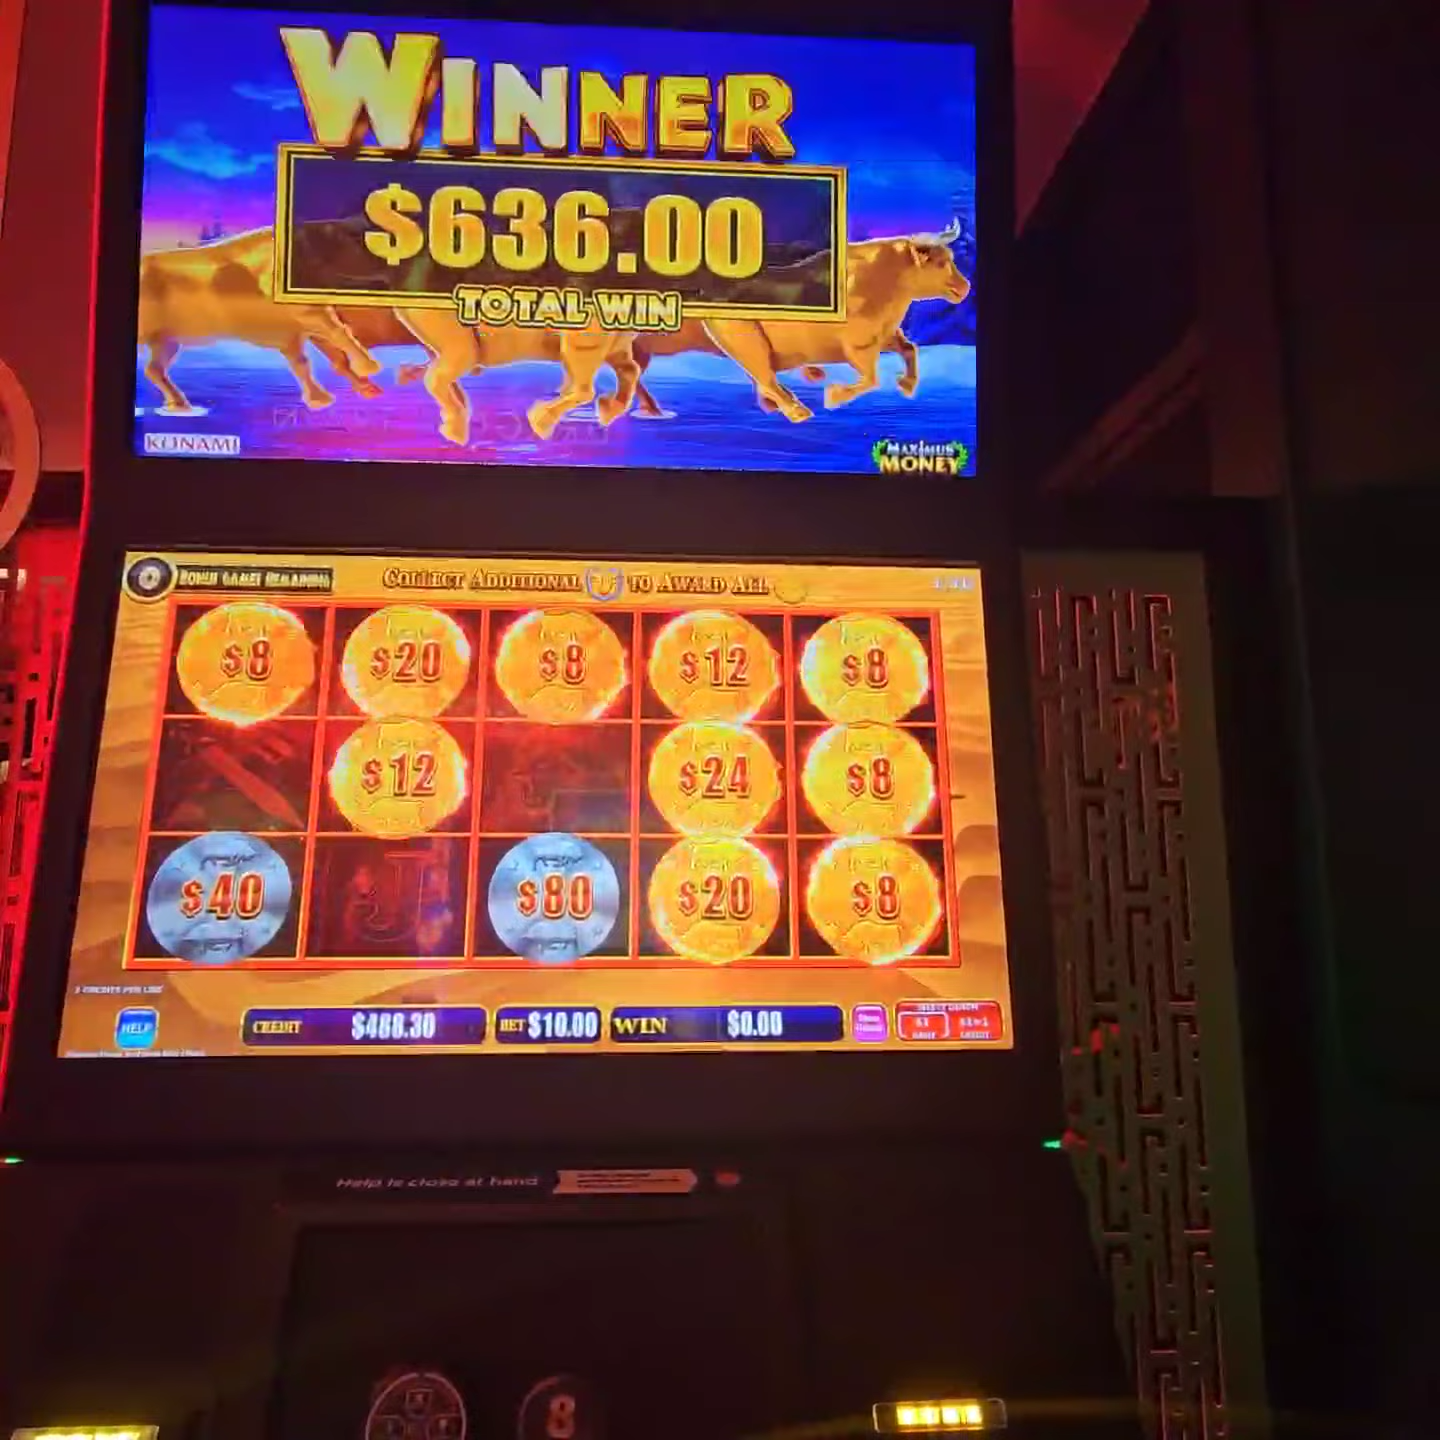 WINNER
$636.00
TOTAL WIN
KONAMI
MAXIMUS
MONEY
BONUS GAMES REMAINING
COLLECT ADDITIONAL TO AWARD ALL
$8 $20 $8 $12 $8
$12 $24 $8
$40 J $80 $20 $8
HELP
CREDIT $488.30 BET $10.00 WIN $0.00
Help is close at hand
8